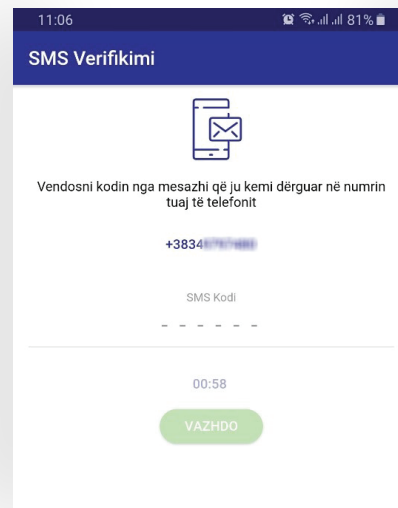 11:06
81%
SMS Verifikimi
Vendosni kodin nga mesazhi që ju kemi dërguar në numrin
tuaj të telefonit
+3834
SMS Kodi
- - - - - -
00:58
VAZHDO